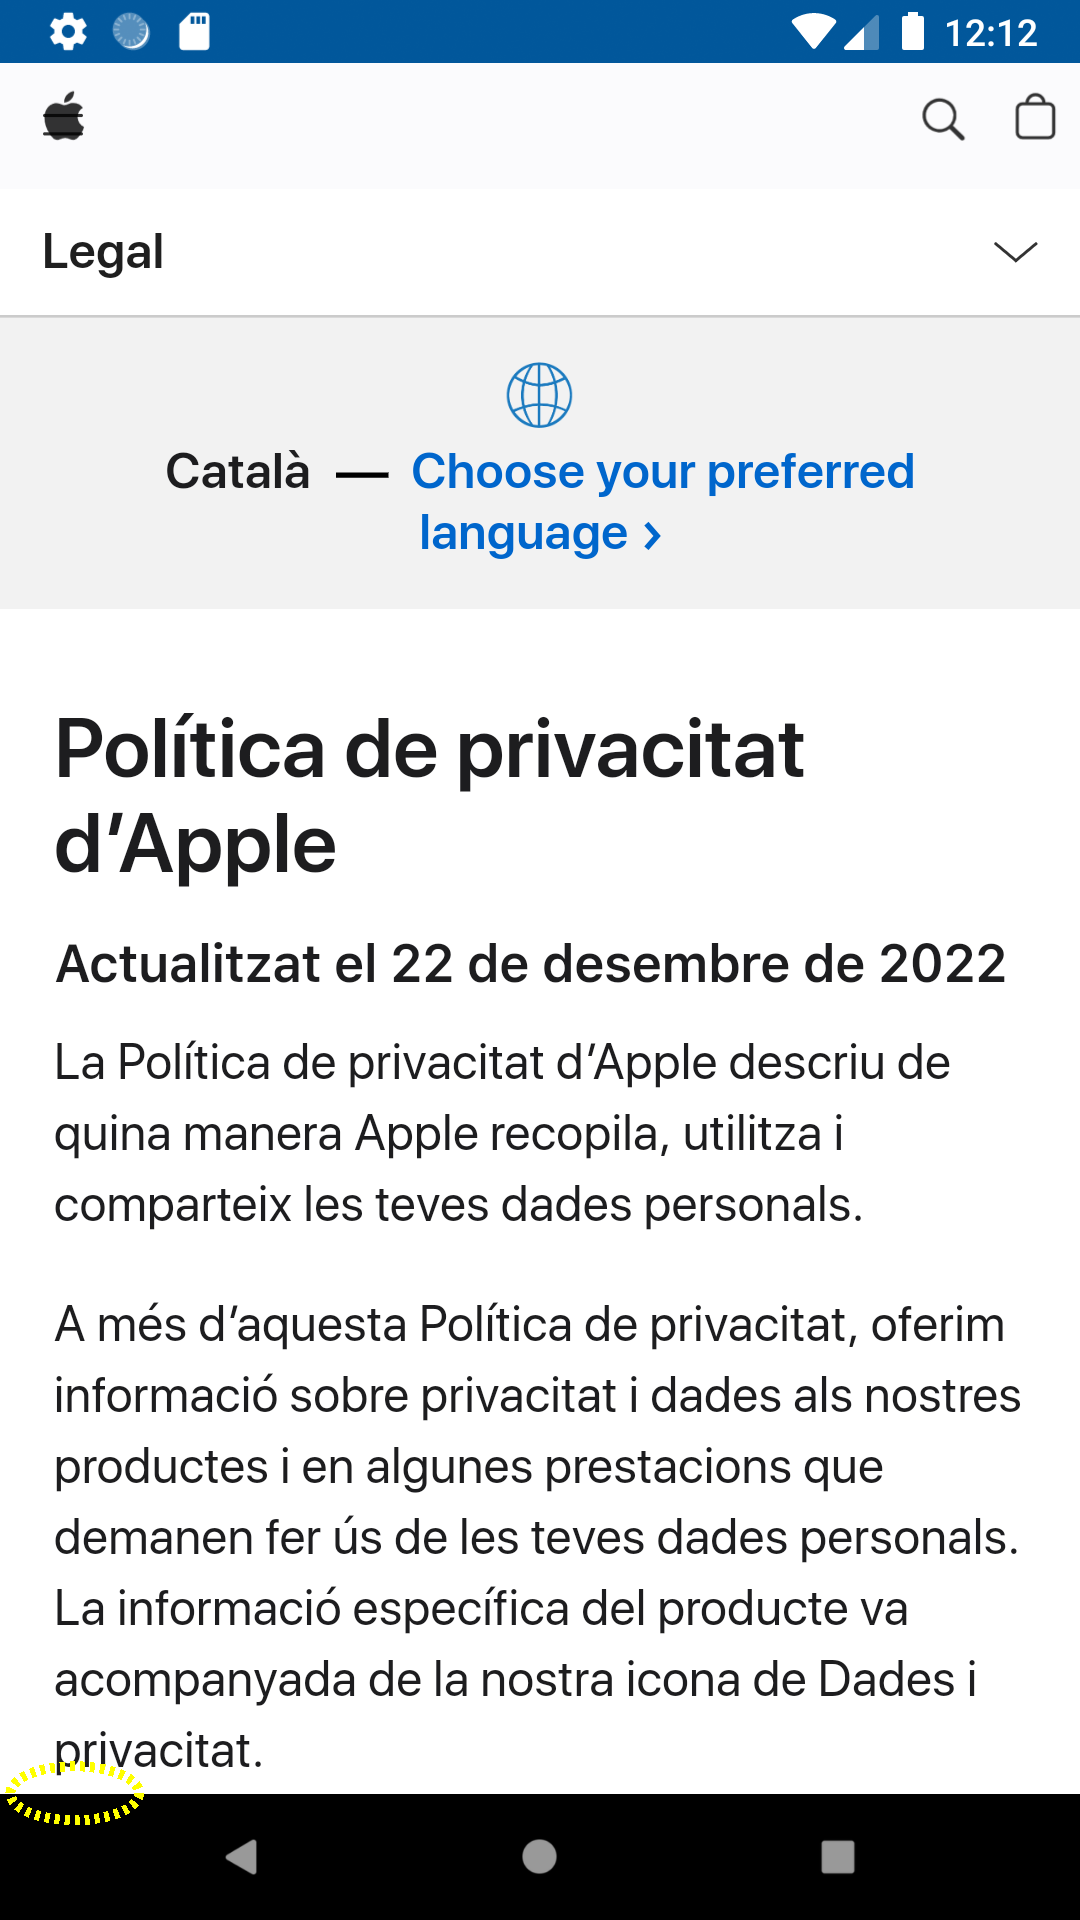 12:12
Legal
Català — Choose your preferred
language ›
Política de privacitat
d’Apple
Actualitzat el 22 de desembre de 2022
La Política de privacitat d’Apple descriu de
quina manera Apple recopila, utilitza i
comparteix les teves dades personals.
A més d’aquesta Política de privacitat, oferim
informació sobre privacitat i dades als nostres
productes i en algunes prestacions que
demanen fer ús de les teves dades personals.
La informació específica del producte va
acompanyada de la nostra icona de Dades i
privacitat.